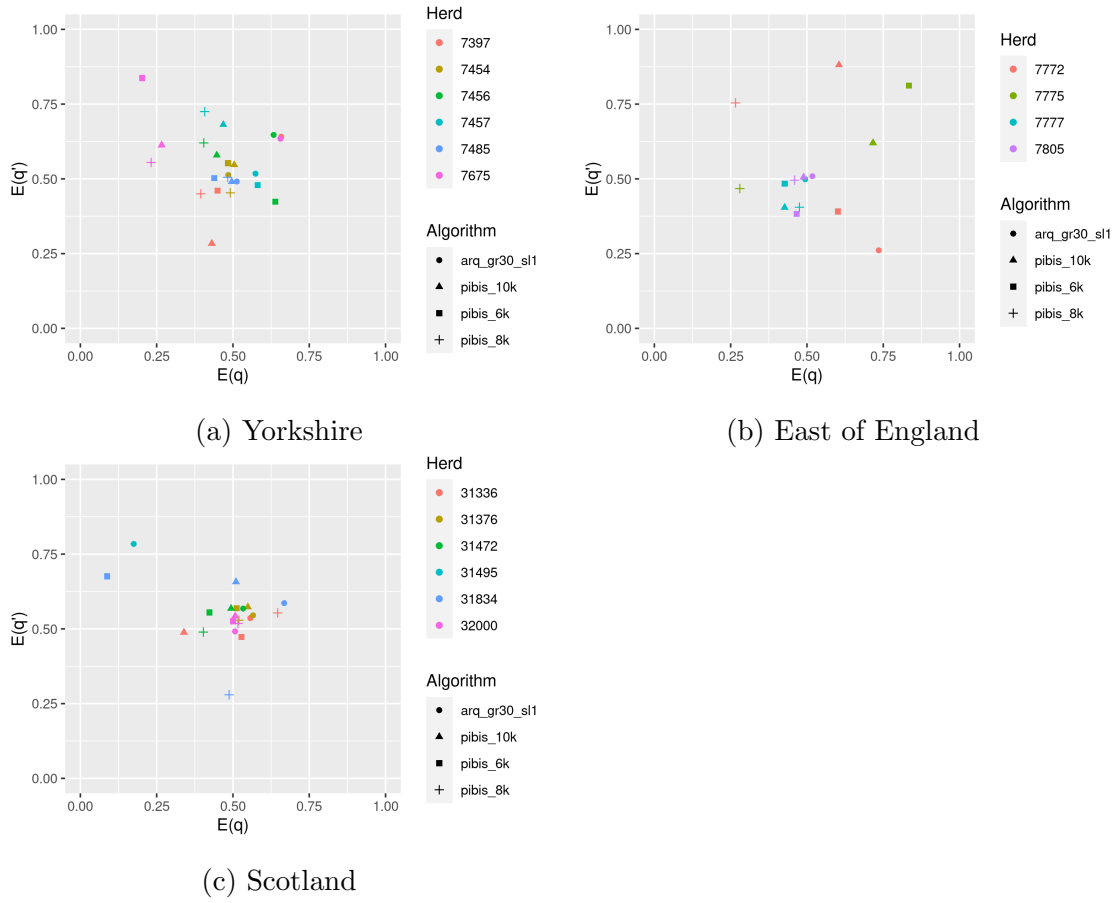 1.00
0.75
0.50
0.25
0.00
E(q')
0.00 0.25 0.50 0.75 1.00
E(q)
Herd
7397
7454
7456
7457
7485
7675
Algorithm
arq_gr30_sl1
pibis_10k
pibis_6k
pibis_8k
(a) Yorkshire
1.00
0.75
0.50
0.25
0.00
E(q')
0.00 0.25 0.50 0.75 1.00
E(q)
Herd
7772
7775
7777
7805
Algorithm
arq_gr30_sl1
pibis_10k
pibis_6k
pibis_8k
(b) East of England
1.00
0.75
0.50
0.25
0.00
E(q')
0.00 0.25 0.50 0.75 1.00
E(q)
Herd
31336
31376
31472
31495
31834
32000
Algorithm
arq_gr30_sl1
pibis_10k
pibis_6k
pibis_8k
(c) Scotland